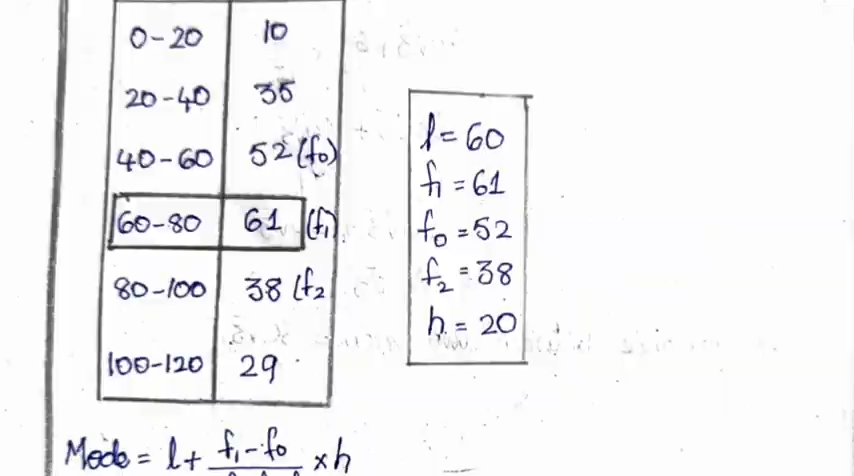 0-20 10
20-40 35
40-60 52 (f₀)
60-80 61 (f₁)
80-100 38 (f₂
100-120 29
l = 60
f₁ = 61
f₀ = 52
f₂ = 38
h = 20
Mode = l + f₁ - f₀ × h